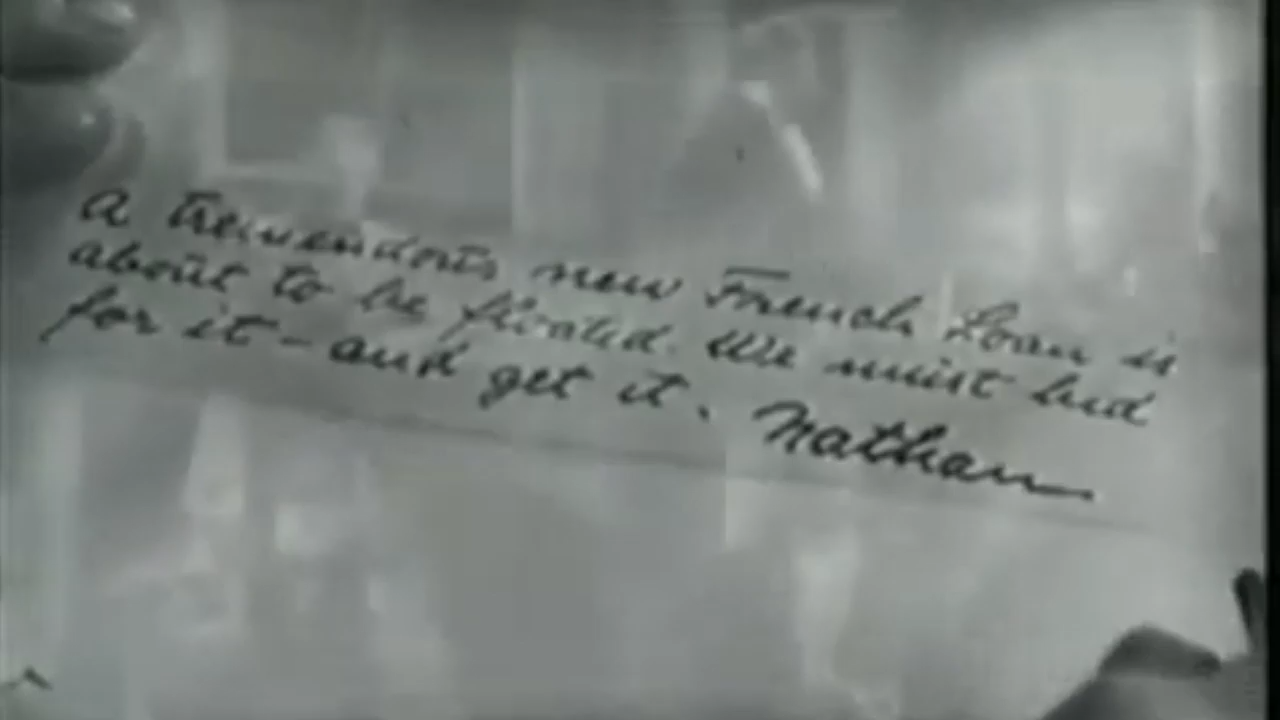 A tremendous new French Loan is
about to be floated. We must bid
for it - and get it. Nathan